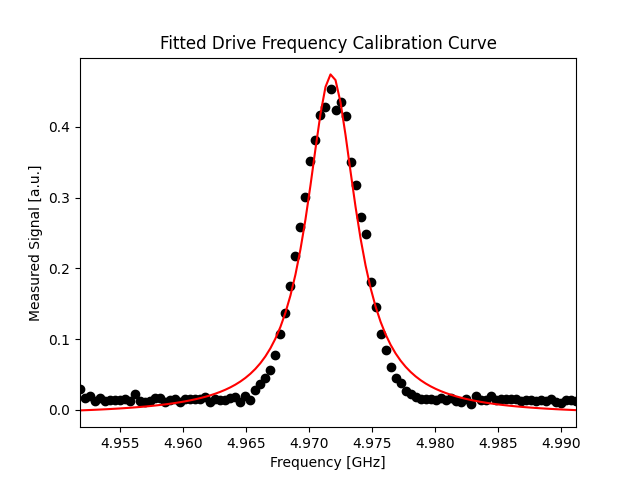 Fitted Drive Frequency Calibration Curve
Measured Signal [a.u.]
0.4
0.3
0.2
0.1
0.0
4.955 4.960 4.965 4.970 4.975 4.980 4.985 4.990
Frequency [GHz]